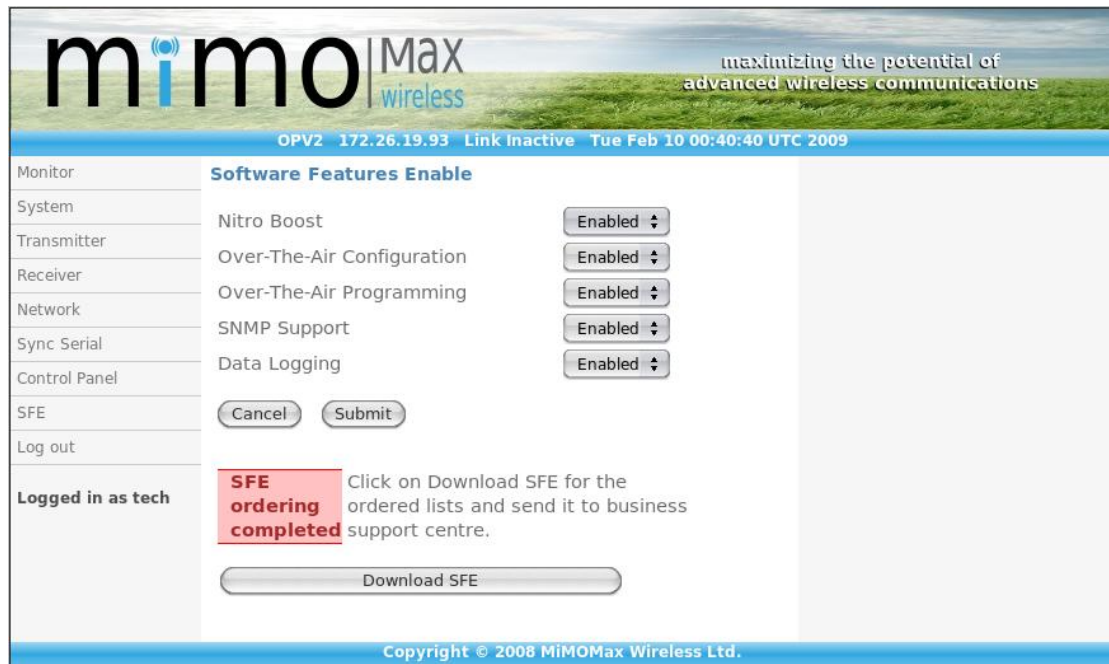 mimo Max wireless
maximizing the potential of
advanced wireless communications
OPV2 172.26.19.93 Link Inactive Tue Feb 10 00:40:40 UTC 2009
Monitor
System
Transmitter
Receiver
Network
Sync Serial
Control Panel
SFE
Log out
Logged in as tech
Software Features Enable
Nitro Boost Enabled
Over-The-Air Configuration Enabled
Over-The-Air Programming Enabled
SNMP Support Enabled
Data Logging Enabled
Cancel Submit
SFE
ordering
completed
Click on Download SFE for the
ordered lists and send it to business
support centre.
Download SFE
Copyright © 2008 MiMOMax Wireless Ltd.